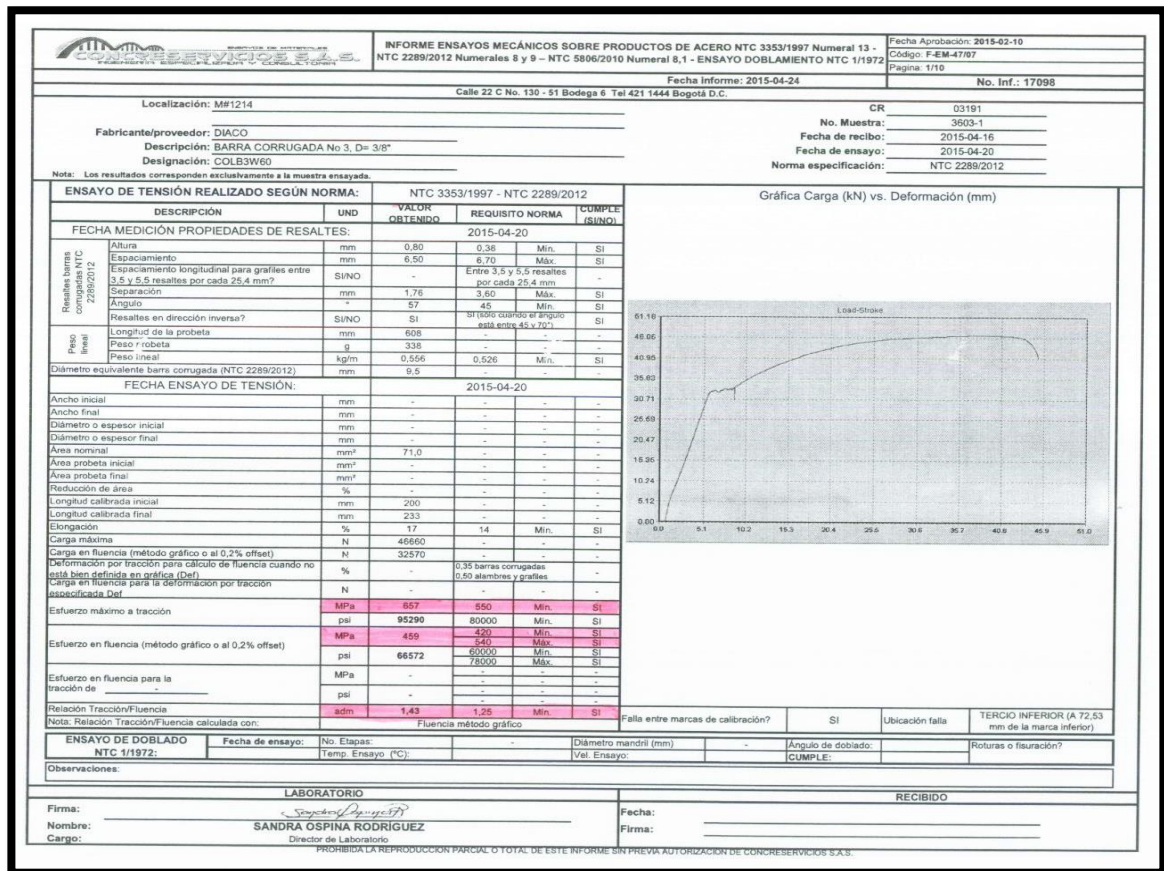 ENSAYOS DE MATERIALES
CONCRESERVICIOS S.A.S.
INGENIERÍA ESPECIALIZADA Y CONSULTORÍA
INFORME ENSAYOS MECÁNICOS SOBRE PRODUCTOS DE ACERO NTC 3353/1997 Numeral 13 -
NTC 2289/2012 Numerales 8 y 9 – NTC 5806/2010 Numeral 8,1 - ENSAYO DOBLAMIENTO NTC 1/1972
Fecha Aprobación: 2015-02-10
Código: F-EM-47/07
Pagina: 1/10
Fecha Informe: 2015-04-24
No. Inf.: 17098
Calle 22 C No. 130 - 51 Bodega 6 Tel 421 1444 Bogotá D.C.
Localización: M#1214
CR 03191
Fabricante/proveedor: DIACO
No. Muestra: 3603-1
Descripción: BARRA CORRUGADA No 3, D= 3/8"
Fecha de recibo: 2015-04-16
Designación: COLB3W60
Fecha de ensayo: 2015-04-20
Norma especificación: NTC 2289/2012
Nota: Los resultados corresponden exclusivamente a la muestra ensayada.
ENSAYO DE TENSIÓN REALIZADO SEGÚN NORMA: NTC 3353/1997 - NTC 2289/2012
DESCRIPCIÓN UND VALOR OBTENIDO REQUISITO NORMA CUMPLE (SI/NO)
FECHA MEDICIÓN PROPIEDADES DE RESALTES: 2015-04-20
Resaltes barras corrugadas NTC 2289/2012
Altura mm 0,80 0,38 Mín. SI
Espaciamiento mm 6.50 6,70 Máx. SI
Espaciamiento longitudinal para grafiles entre 3,5 y 5,5 resaltes por cada 25,4 mm? SI/NO - Entre 3,5 y 5,5 resaltes por cada 25,4 mm -
Separación mm 1,76 3,60 Máx. SI
Ángulo ° 57 45 Mín. SI
Resaltes en dirección inversa? SI/NO SI SI (sólo cuando el ángulo está entre 45 y 70°) SI
Peso lineal
Longitud de la probeta mm 608 - - -
Peso probeta g 338 - - -
Peso lineal kg/m 0,556 0,526 Mín. SI
Diámetro equivalente barrs corrugada (NTC 2289/2012) mm 9,5 - - -
FECHA ENSAYO DE TENSIÓN: 2015-04-20
Ancho inicial mm - - - -
Ancho final mm - - - -
Diámetro o espesor inicial mm - - - -
Diámetro o espesor final mm - - - -
Área nominal mm² 71,0 - - -
Área probeta inicial mm² - - - -
Área probeta final mm² - - - -
Reducción de área % - - - -
Longitud calibrada inicial mm 200 - - -
Longitud calibrada final mm 233 - - -
Elongación % 17 14 Mín. SI
Carga máxima N 46660 - - -
Carga en fluencia (método gráfico o al 0,2% offset) N 32570 - - -
Deformación por tracción para cálculo de fluencia cuando no está bien definida en gráfica (Def) % - 0,35 barras corrugadas 0,50 alambres y grafiles -
Carga en fluencia para la deformación por tracción especificada Def N - - - -
Esfuerzo máximo a tracción MPa 657 550 Mín. SI
psi 95290 80000 Mín. SI
Esfuerzo en fluencia (método gráfico o al 0,2% offset) MPa 459 420 Mín. SI
540 Máx. SI
psi 66572 60000 Mín. SI
78000 Máx. SI
Esfuerzo en fluencia para la tracción de - MPa - - - -
- - -
psi - - - -
- - -
Relación Tracción/Fluencia adm 1,43 1,25 Mín. SI
Nota: Relación Tracción/Fluencia calculada con: Fluencia método gráfico
Gráfica Carga (kN) vs. Deformación (mm)
Load-Stroke
51.18
46.06
40.95
35.83
30.71
25.59
20.47
15.35
10.24
5.12
0.00
0.0 5.1 10.2 15.3 20.4 25.5 30.6 35.7 40.8 45.9 51.0
Falla entre marcas de calibración? SI Ubicación falla TERCIO INFERIOR (A 72,53 mm de la marca inferior)
ENSAYO DE DOBLADO NTC 1/1972:
Fecha de ensayo: No. Etapas: - Diámetro mandril (mm) - Ángulo de doblado: Roturas o fisuración?
Temp. Ensayo (°C): Vel. Ensayo: CUMPLE:
Observaciones:
LABORATORIO
RECIBIDO
Firma:
Fecha:
Nombre: SANDRA OSPINA RODRÍGUEZ
Firma:
Cargo: Director de Laboratorio
PROHIBIDA LA REPRODUCCIÓN PARCIAL O TOTAL DE ESTE INFORME SIN PREVIA AUTORIZACIÓN DE CONCRESERVICIOS S.A.S.